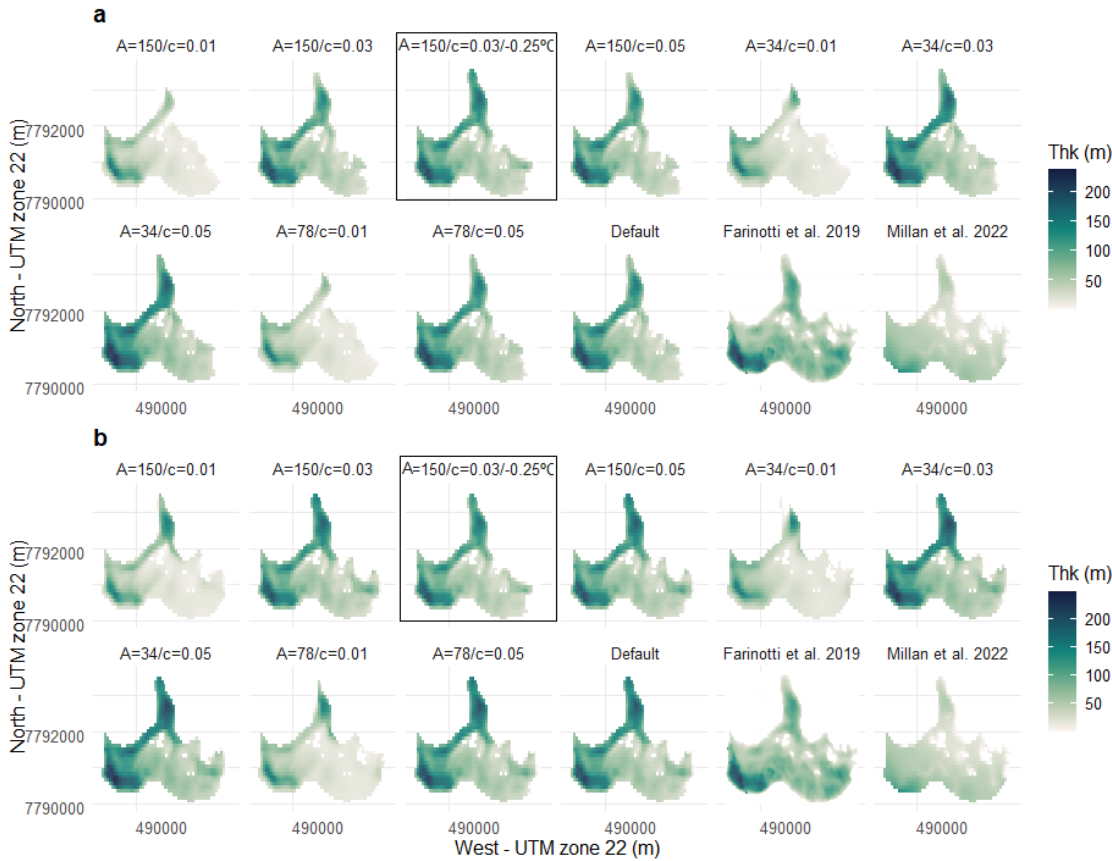 a
A=150/c=0.01 A=150/c=0.03 A=150/c=0.03/-0.25ºC A=150/c=0.05 A=34/c=0.01 A=34/c=0.03
7792000
7790000
A=34/c=0.05 A=78/c=0.01 A=78/c=0.05 Default Farinotti et al. 2019 Millan et al. 2022
7792000
7790000
490000 490000 490000 490000 490000 490000
North - UTM zone 22 (m)
Thk (m)
200
150
100
50
b
A=150/c=0.01 A=150/c=0.03 A=150/c=0.03/-0.25ºC A=150/c=0.05 A=34/c=0.01 A=34/c=0.03
7792000
7790000
A=34/c=0.05 A=78/c=0.01 A=78/c=0.05 Default Farinotti et al. 2019 Millan et al. 2022
7792000
7790000
490000 490000 490000 490000 490000 490000
North - UTM zone 22 (m)
West - UTM zone 22 (m)
Thk (m)
200
150
100
50